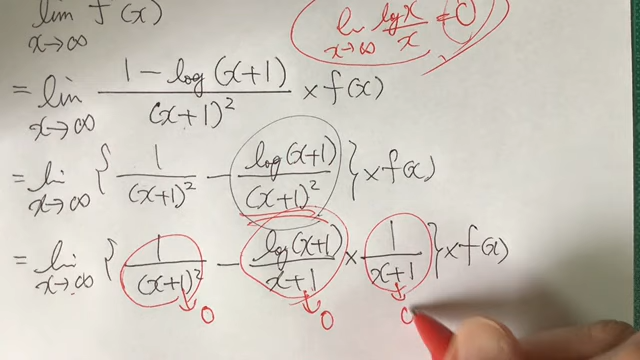 lim f'(x)
x→∞
lim log x / x = 0
x→∞
= lim 1 - log(x+1) / (x+1)² × f(x)
x→∞
= lim { 1 / (x+1)² - log(x+1) / (x+1)² } × f(x)
x→∞
= lim { 1 / (x+1)² - log(x+1) / x+1 × 1 / x+1 } × f(x)
x→∞
↓0 ↓0 ↓0